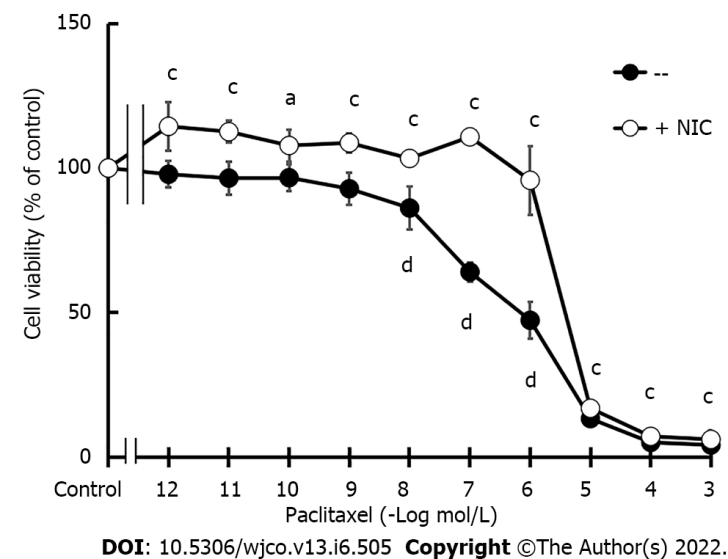 150
100
50
0
Cell viability (% of control)
c c a c c c c
d d d
c c c
--
+ NIC
Control 12 11 10 9 8 7 6 5 4 3
Paclitaxel (-Log mol/L)
DOI: 10.5306/wjco.v13.i6.505 Copyright ©The Author(s) 2022.